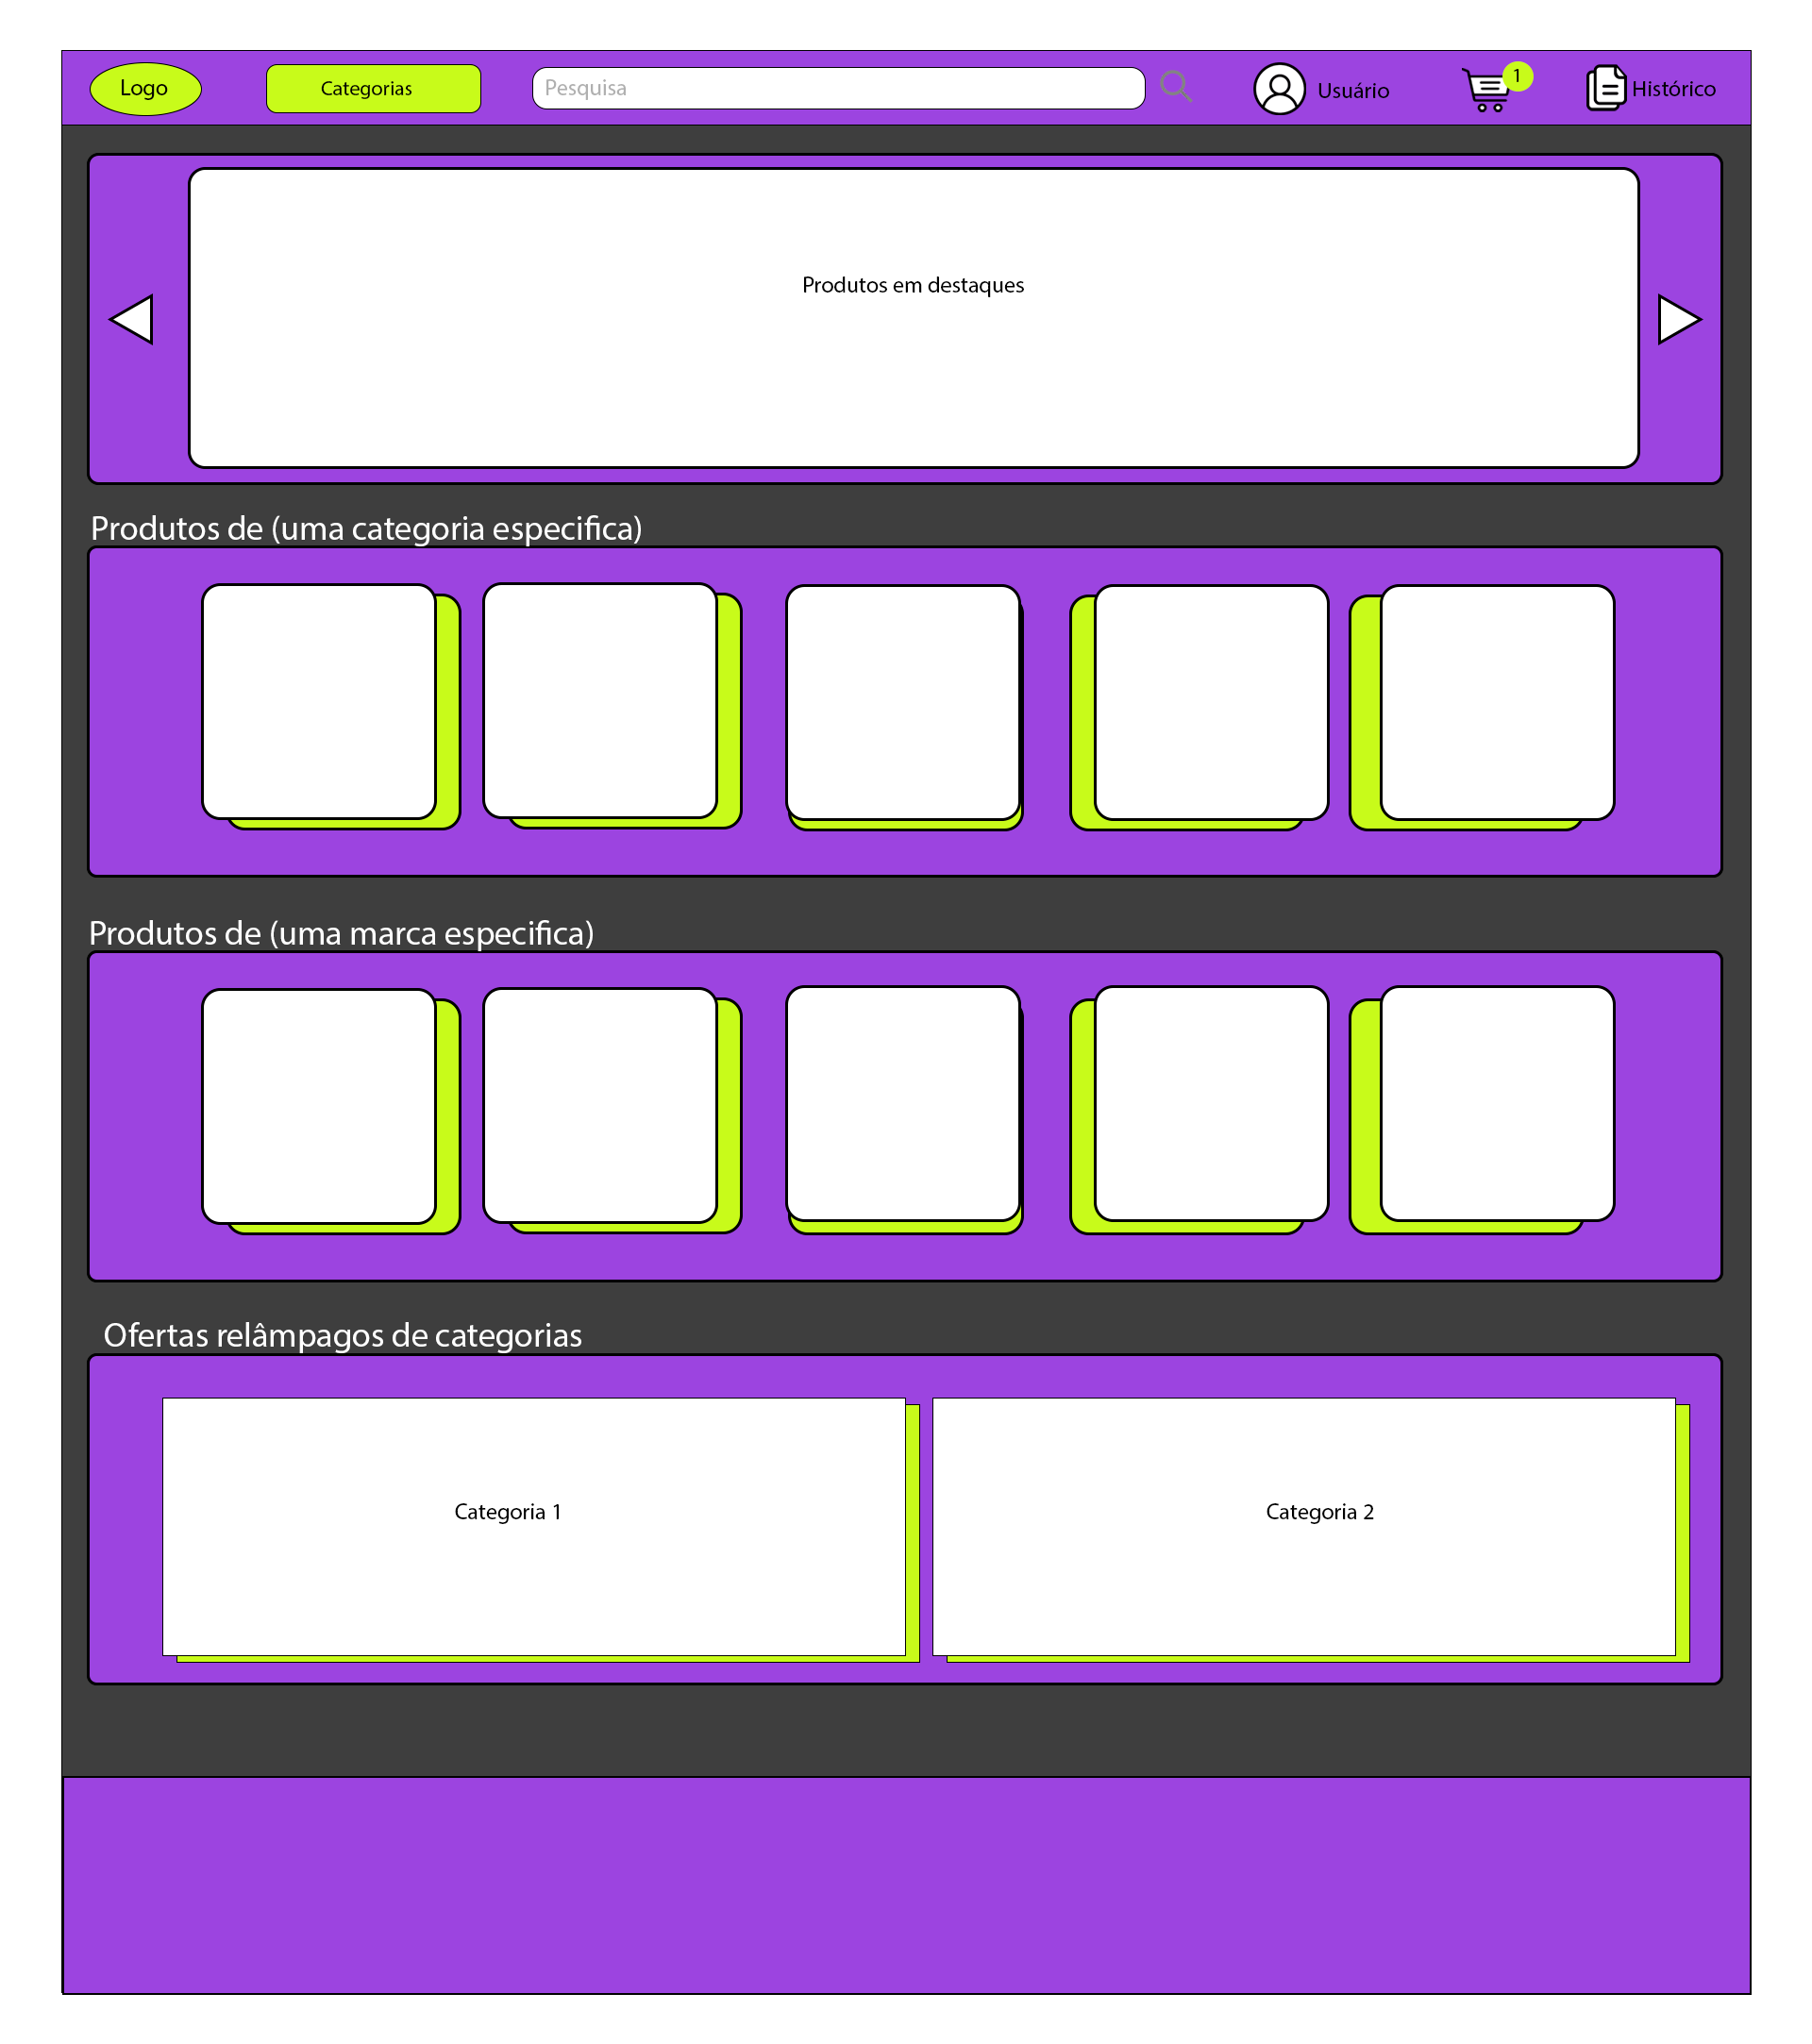 Logo
Categorias
Pesquisa
Usuário
1
Histórico
Produtos em destaques
Produtos de (uma categoria especifica)
Produtos de (uma marca especifica)
Ofertas relâmpagos de categorias
Categoria 1
Categoria 2